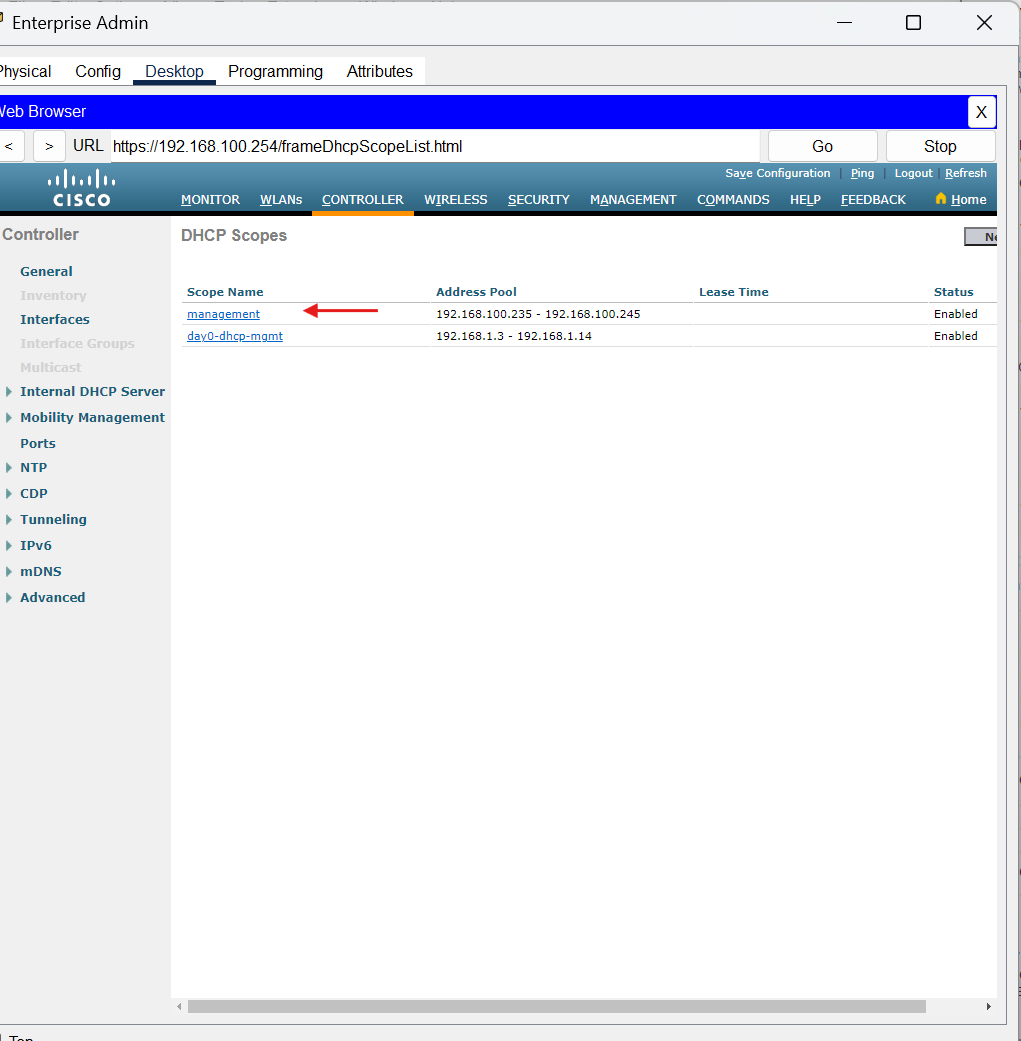 Enterprise Admin
Physical Config Desktop Programming Attributes
Web Browser X
< > URL https://192.168.100.254/frameDhcpScopeList.html Go Stop
Save Configuration | Ping | Logout | Refresh
CISCO MONITOR WLANs CONTROLLER WIRELESS SECURITY MANAGEMENT COMMANDS HELP FEEDBACK Home
Controller
General
Inventory
Interfaces
Interface Groups
Multicast
Internal DHCP Server
Mobility Management
Ports
NTP
CDP
Tunneling
IPv6
mDNS
Advanced
DHCP Scopes
Scope Name Address Pool Lease Time Status
management 192.168.100.235 - 192.168.100.245 Enabled
day0-dhcp-mgmt 192.168.1.3 - 192.168.1.14 Enabled
Top